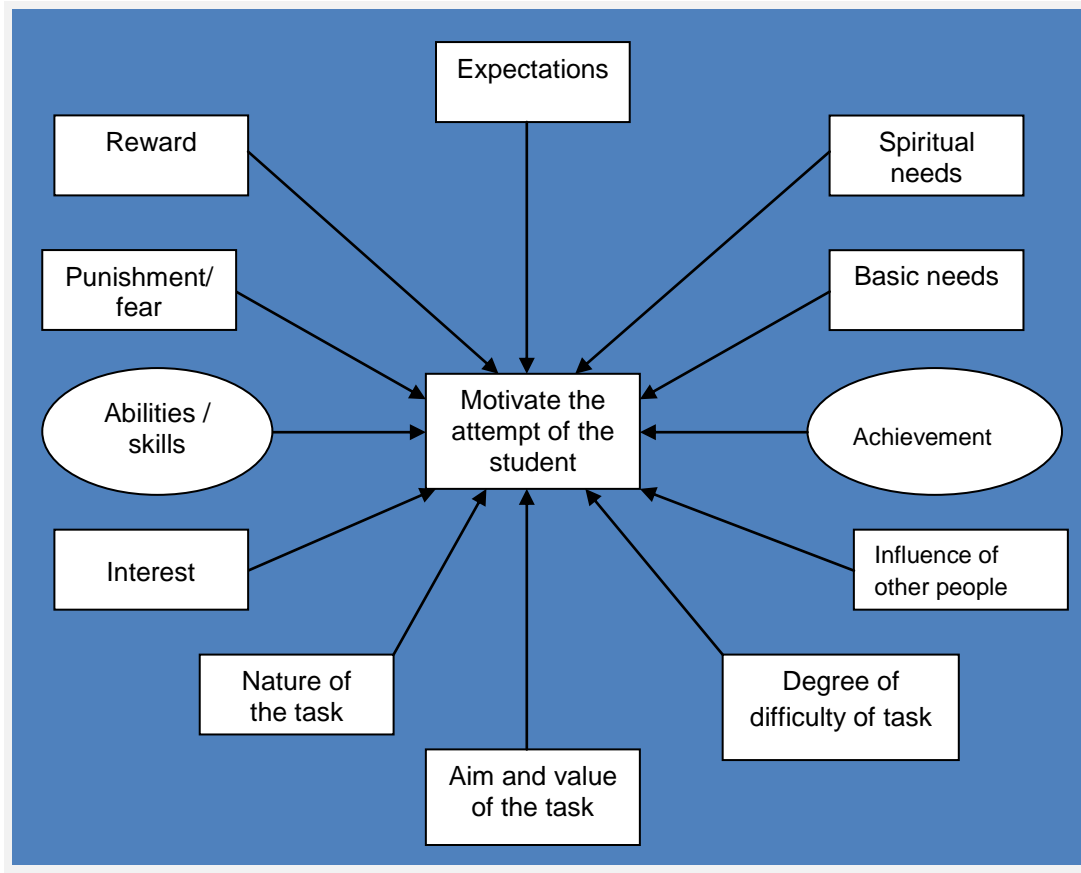 Expectations
Reward
Spiritual
needs
Punishment/
fear
Basic needs
Abilities /
skills
Motivate the
attempt of the
student
Achievement
Interest
Influence of
other people
Nature of
the task
Degree of
difficulty of task
Aim and value
of the task